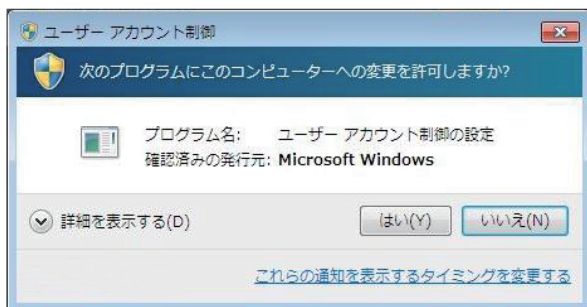 ユーザー アカウント制御
次のプログラムにこのコンピューターへの変更を許可しますか?
プログラム名: ユーザー アカウント制御の設定
確認済みの発行元: Microsoft Windows
詳細を表示する(D)
はい(Y)
いいえ(N)
これらの通知を表示するタイミングを変更する